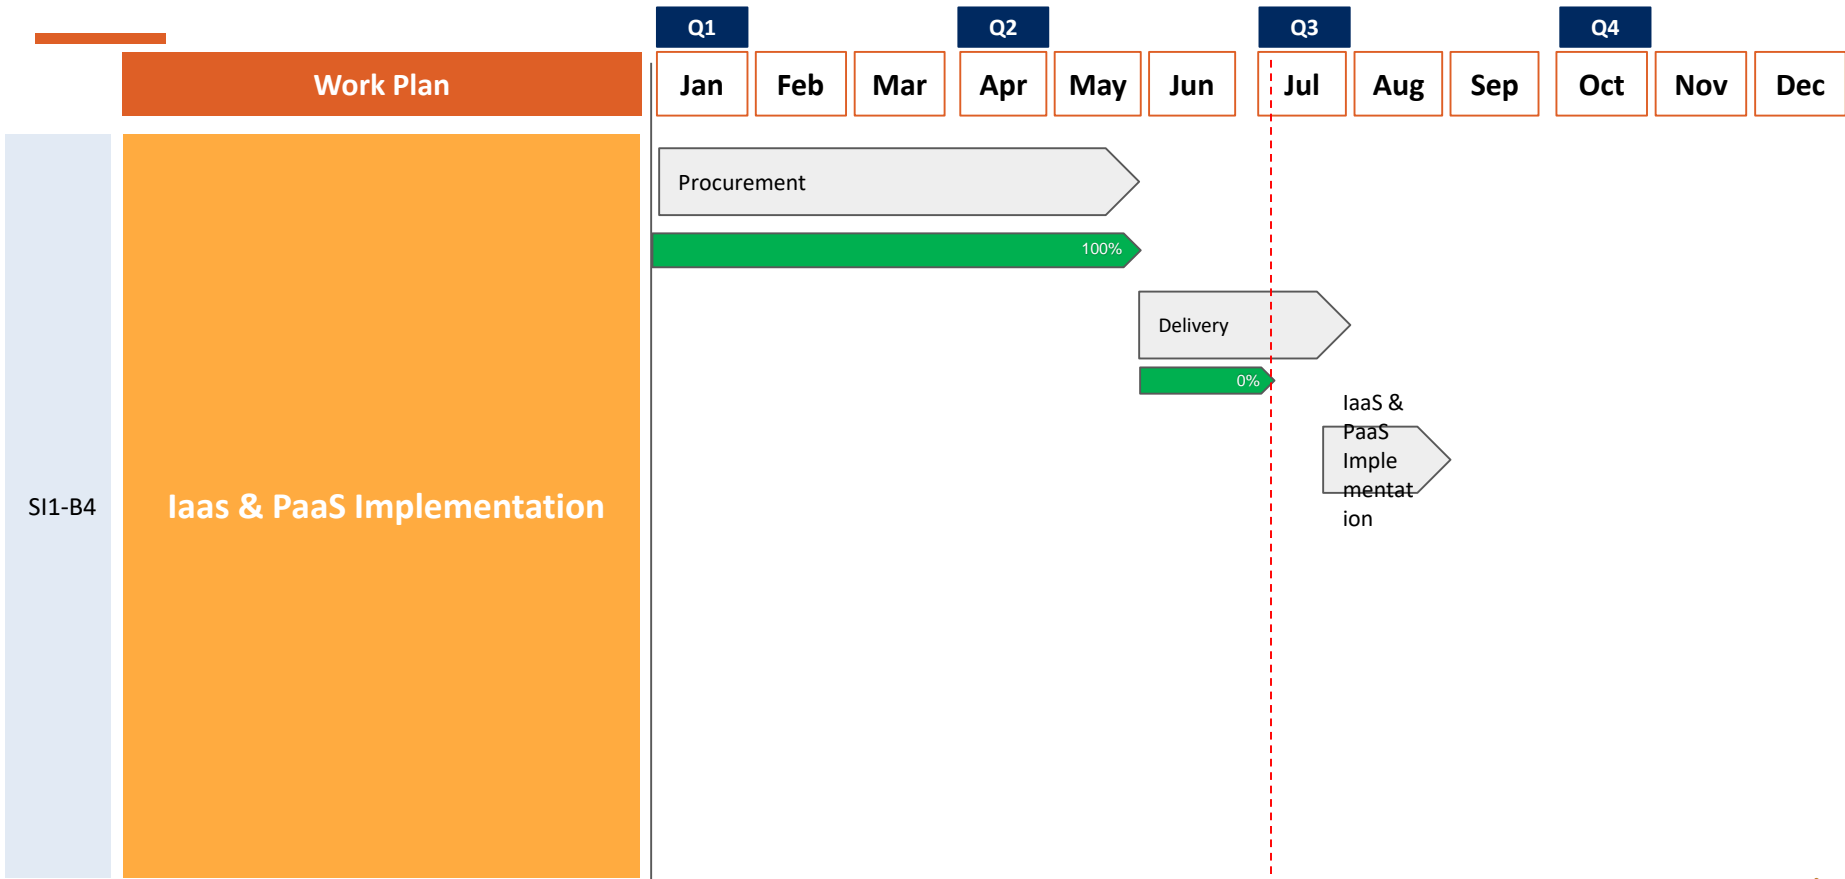 Q1 Q2 Q3 Q4
Work Plan Jan Feb Mar Apr May Jun Jul Aug Sep Oct Nov Dec
Procurement
100%
Delivery
0%
IaaS &
PaaS
Imple
mentat
ion
SI1-B4
Iaas & PaaS Implementation